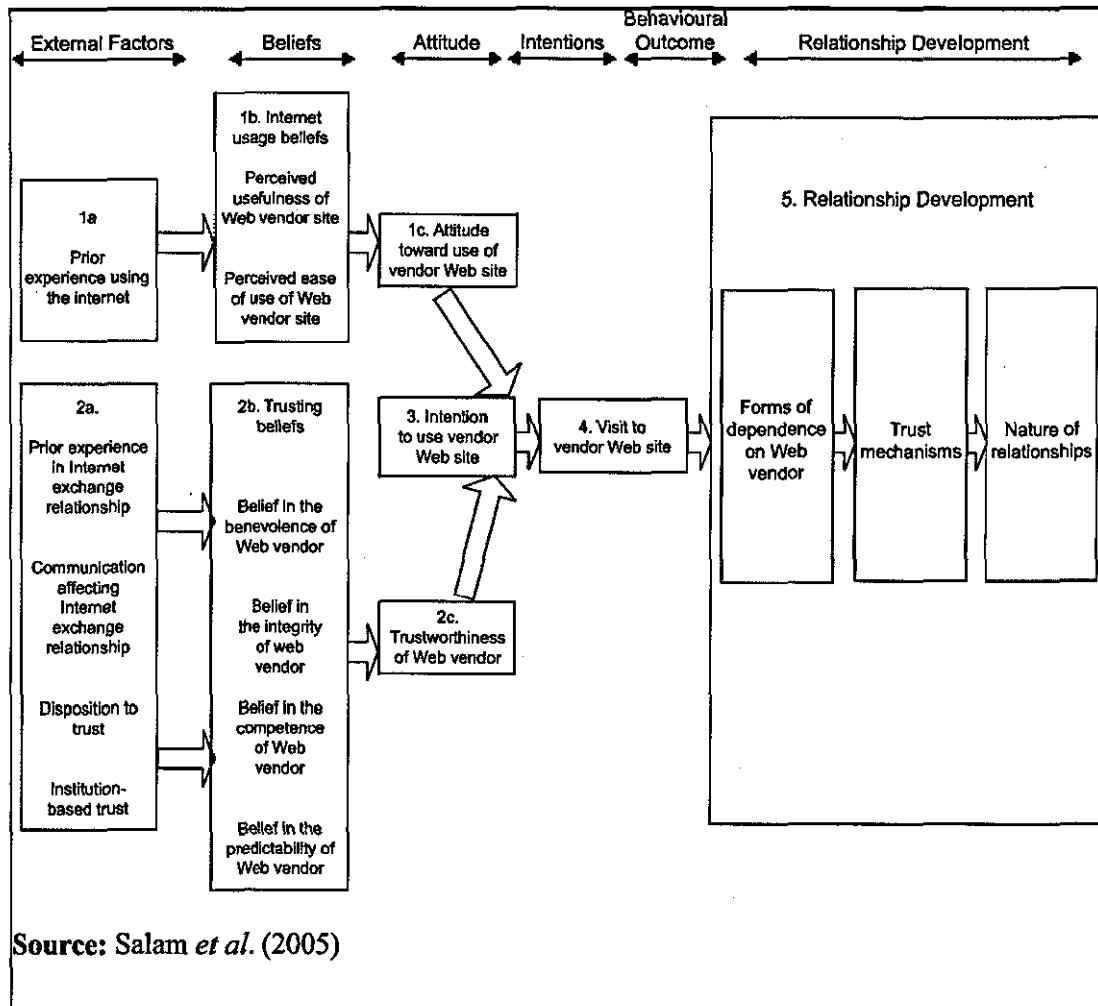 Behavioural
External Factors Beliefs Attitude Intentions Outcome Relationship Development
1a
Prior
experience using
the internet
1b. Internet
usage beliefs
Perceived
usefulness of
Web vendor site
Perceived ease
of use of Web
vendor site
1c. Attitude
toward use of
vendor Web site
2a.
Prior experience
in Internet
exchange
relationship
Communication
affecting
Internet
exchange
relationship
Disposition to
trust
Institution-
based trust
2b. Trusting
beliefs
Belief in the
benevolence of
Web vendor
Belief in
the integrity
of web
vendor
Belief in the
competence
of Web
vendor
Belief in the
predictability of
Web vendor
2c.
Trustworthiness
of Web vendor
3. Intention
to use vendor
Web site
4. Visit to
vendor Web site
5. Relationship Development
Forms of
dependence
on Web
vendor
Trust
mechanisms
Nature of
relationships
Source: Salam et al. (2005)